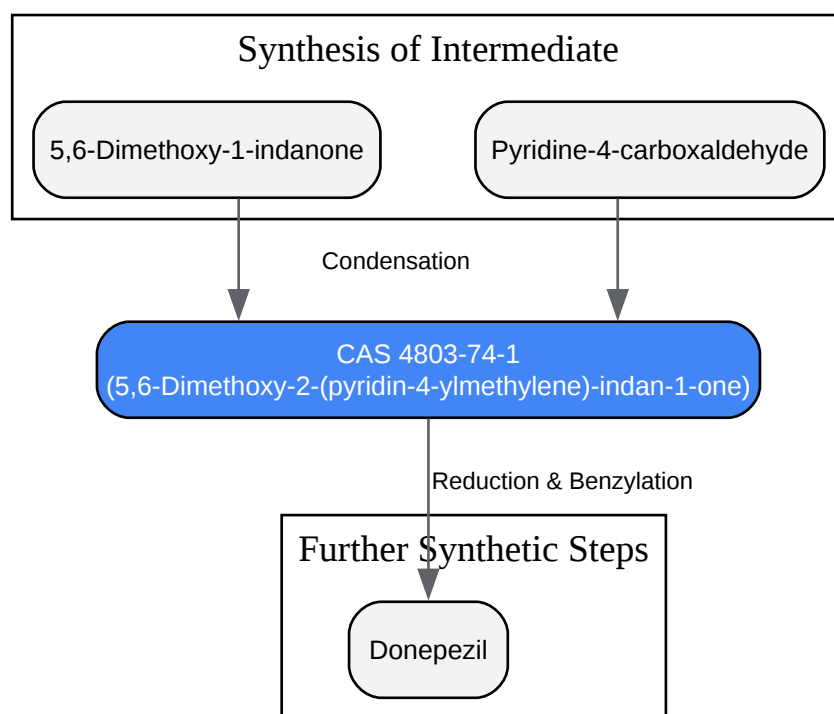 Synthesis of Intermediate
5,6-Dimethoxy-1-indanone
Pyridine-4-carboxaldehyde
Condensation
CAS 4803-74-1
(5,6-Dimethoxy-2-(pyridin-4-ylmethylene)-indan-1-one)
Reduction & Benzylation
Further Synthetic Steps
Donepezil